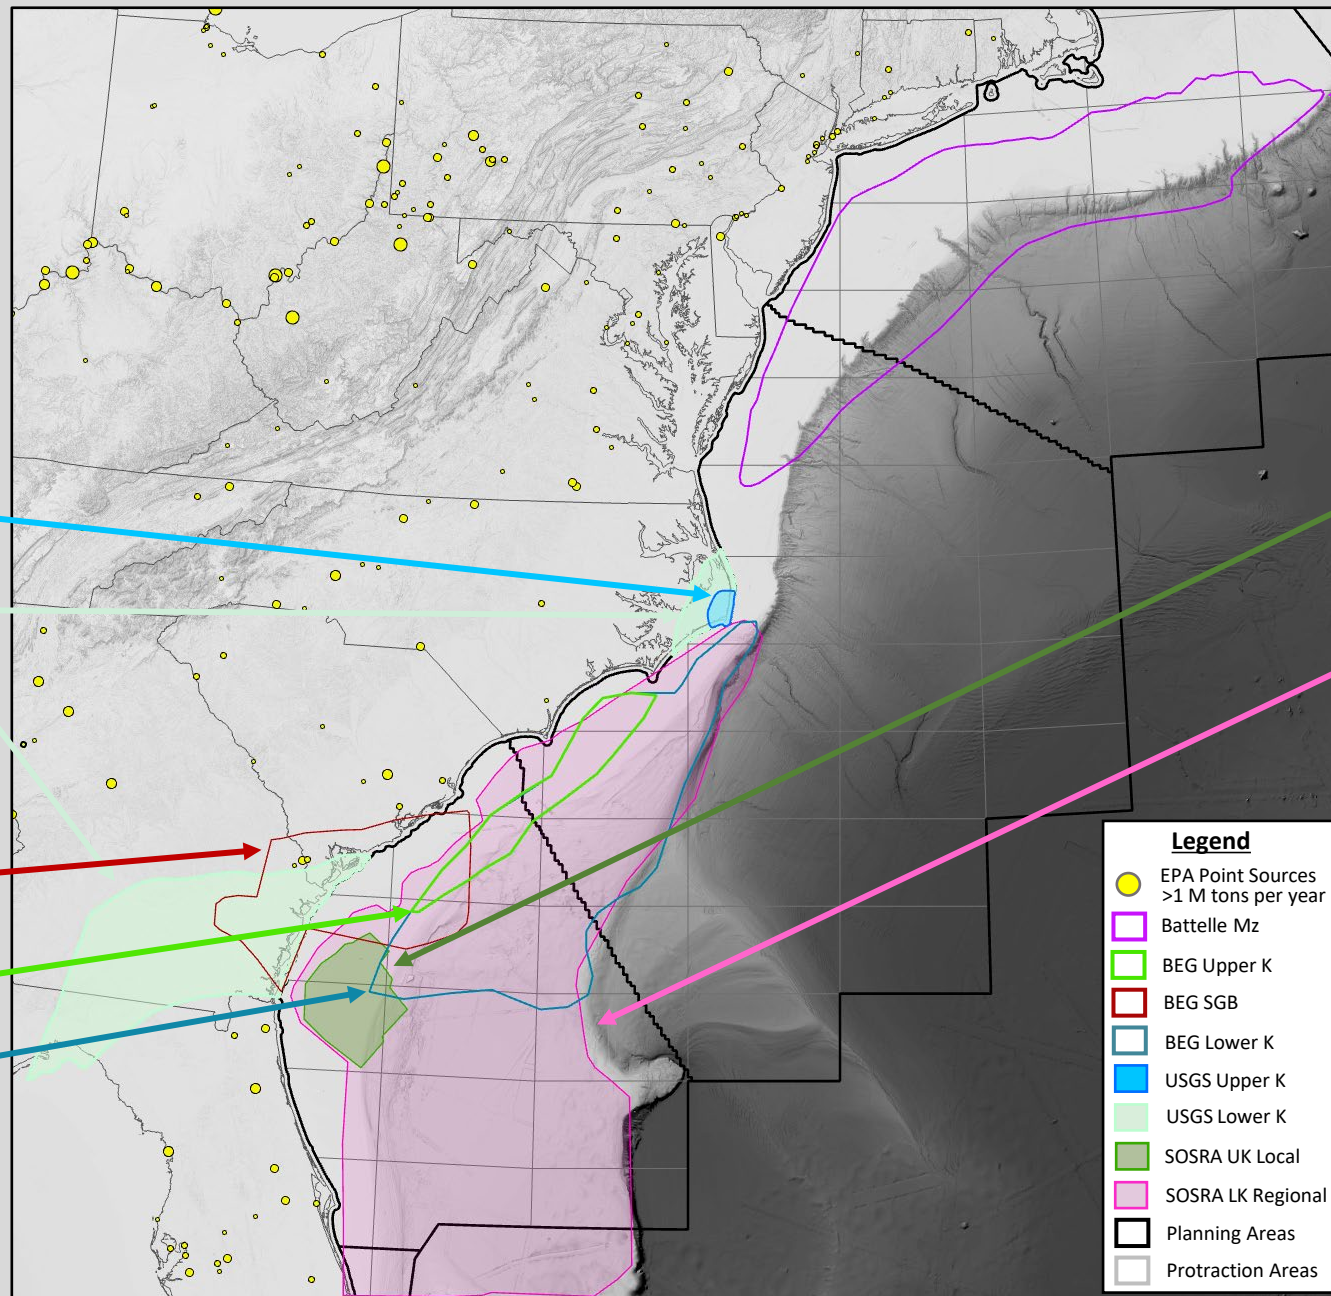 Legend
EPA Point Sources
>1 M tons per year
Battelle Mz
BEG Upper K
BEG SGB
BEG Lower K
USGS Upper K
USGS Lower K
SOSRA UK Local
SOSRA LK Regional
Planning Areas
Protraction Areas